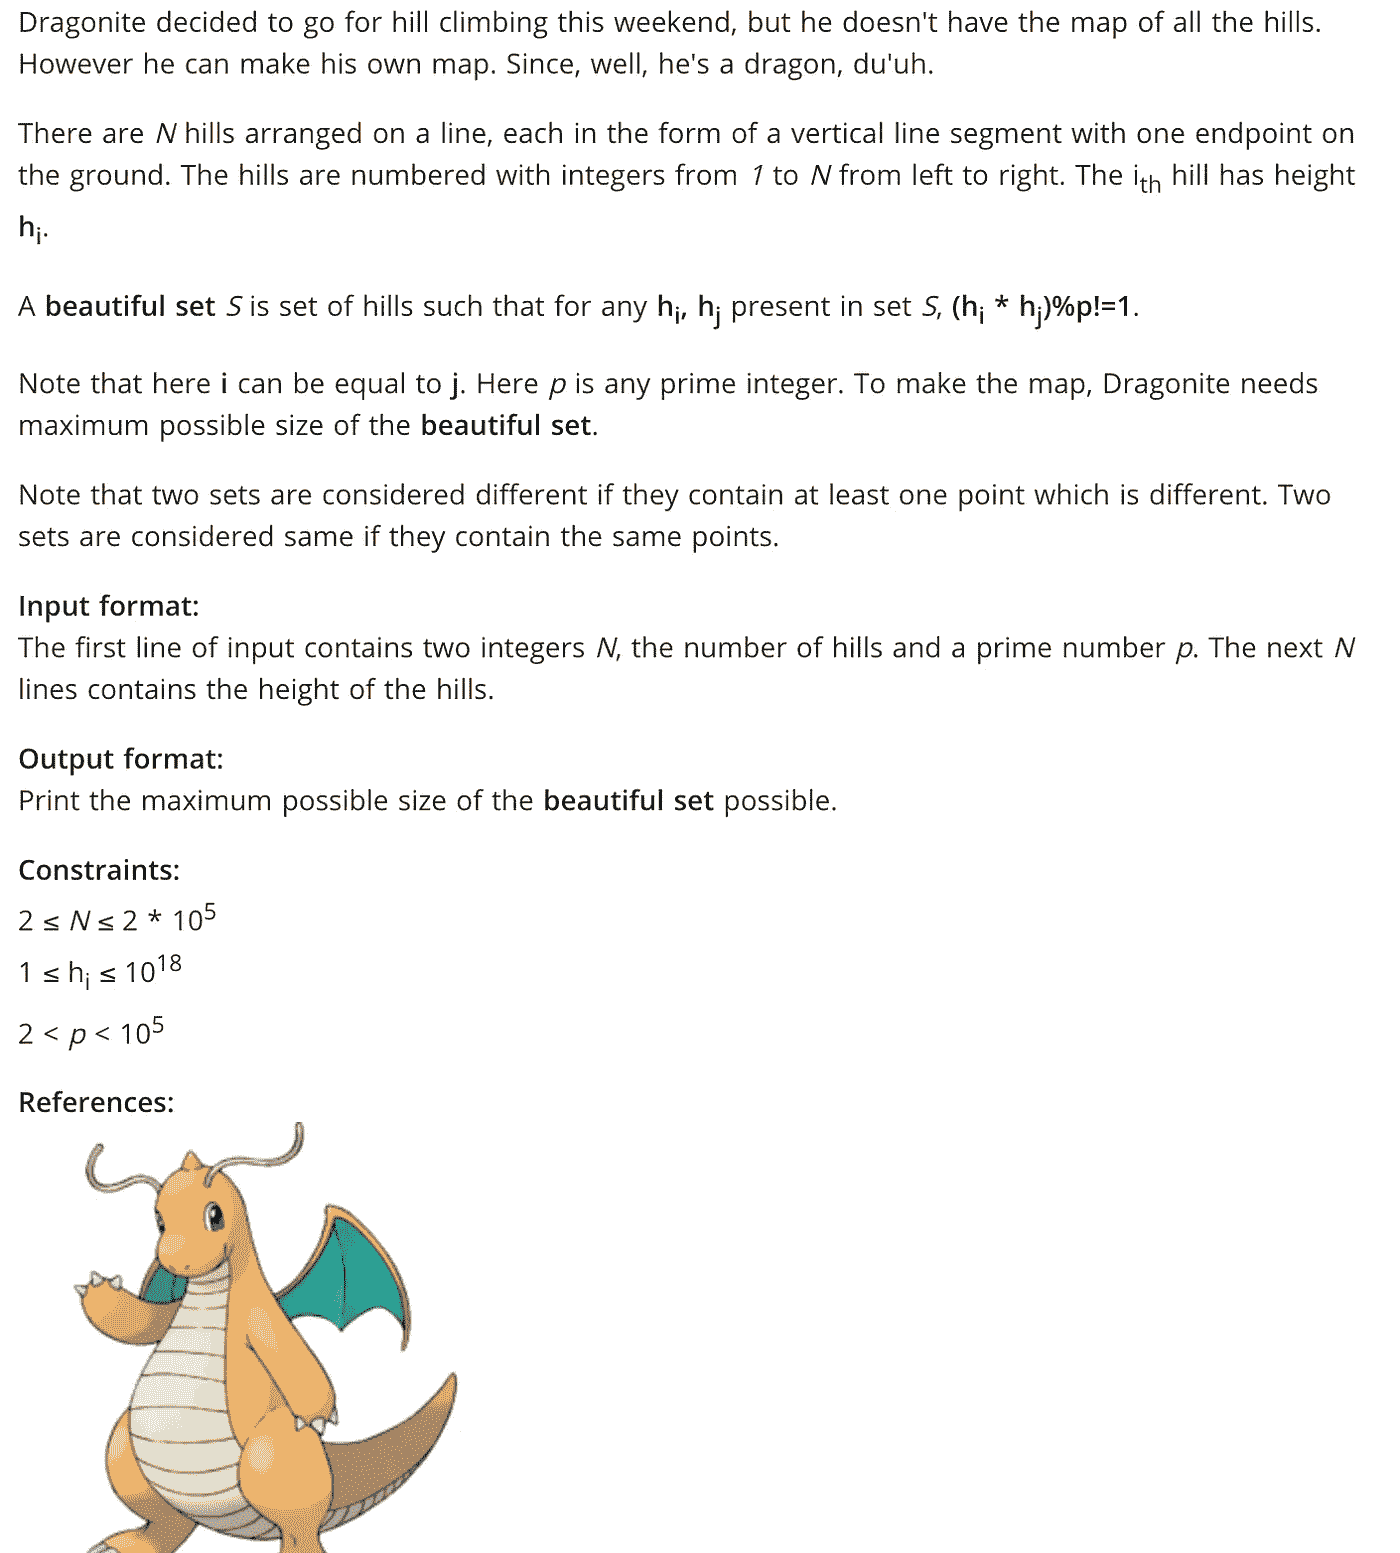 Dragonite decided to go for hill climbing this weekend, but he doesn't have the map of all the hills.
However he can make his own map. Since, well, he's a dragon, du'uh.
There are N hills arranged on a line, each in the form of a vertical line segment with one endpoint on
the ground. The hills are numbered with integers from 1 to N from left to right. The i_th hill has height
h_i.
A beautiful set S is set of hills such that for any h_i, h_j present in set S, (h_i * h_j)%p!=1.
Note that here i can be equal to j. Here p is any prime integer. To make the map, Dragonite needs
maximum possible size of the beautiful set.
Note that two sets are considered different if they contain at least one point which is different. Two
sets are considered same if they contain the same points.
Input format:
The first line of input contains two integers N, the number of hills and a prime number p. The next N
lines contains the height of the hills.
Output format:
Print the maximum possible size of the beautiful set possible.
Constraints:
2 ≤ N ≤ 2 * 10^5
1 ≤ h_i ≤ 10^18
2 < p < 10^5
References: